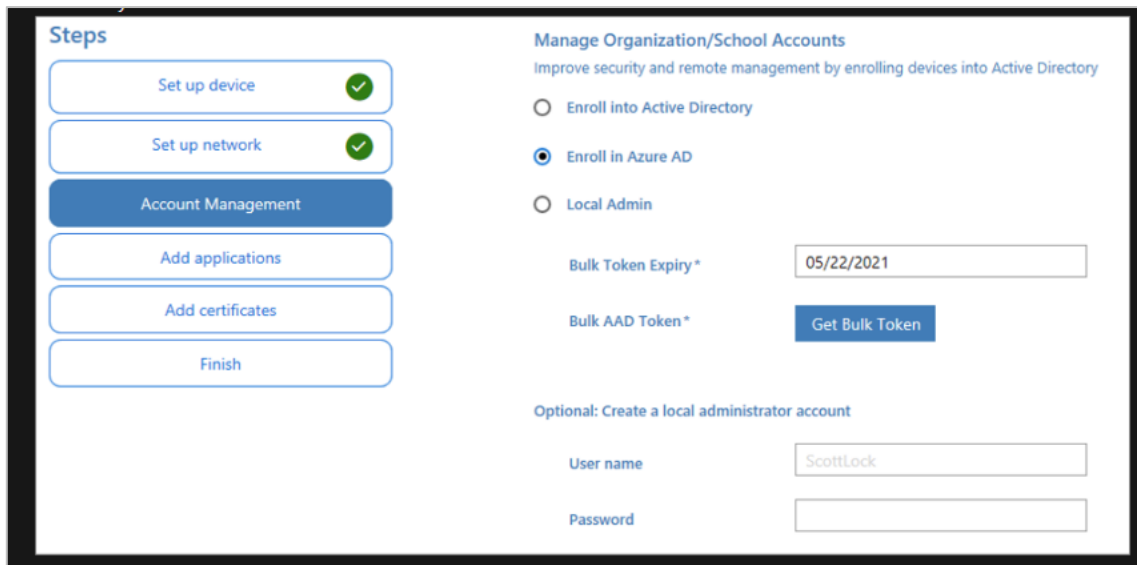 Steps
Set up device
Set up network
Account Management
Add applications
Add certificates
Finish
Manage Organization/School Accounts
Improve security and remote management by enrolling devices into Active Directory
Enroll into Active Directory
Enroll in Azure AD
Local Admin
Bulk Token Expiry*
05/22/2021
Bulk AAD Token*
Get Bulk Token
Optional: Create a local administrator account
User name
ScottLock
Password